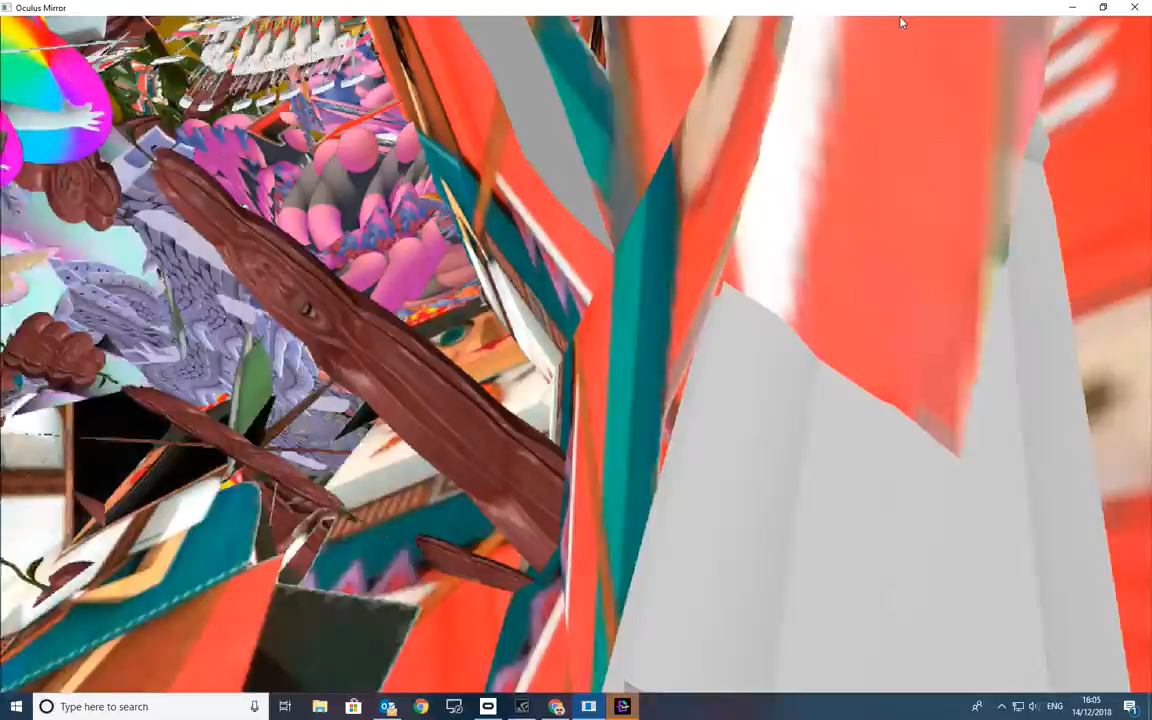 Oculus Mirror
Type here to search
ENG
16:05
14/12/2018